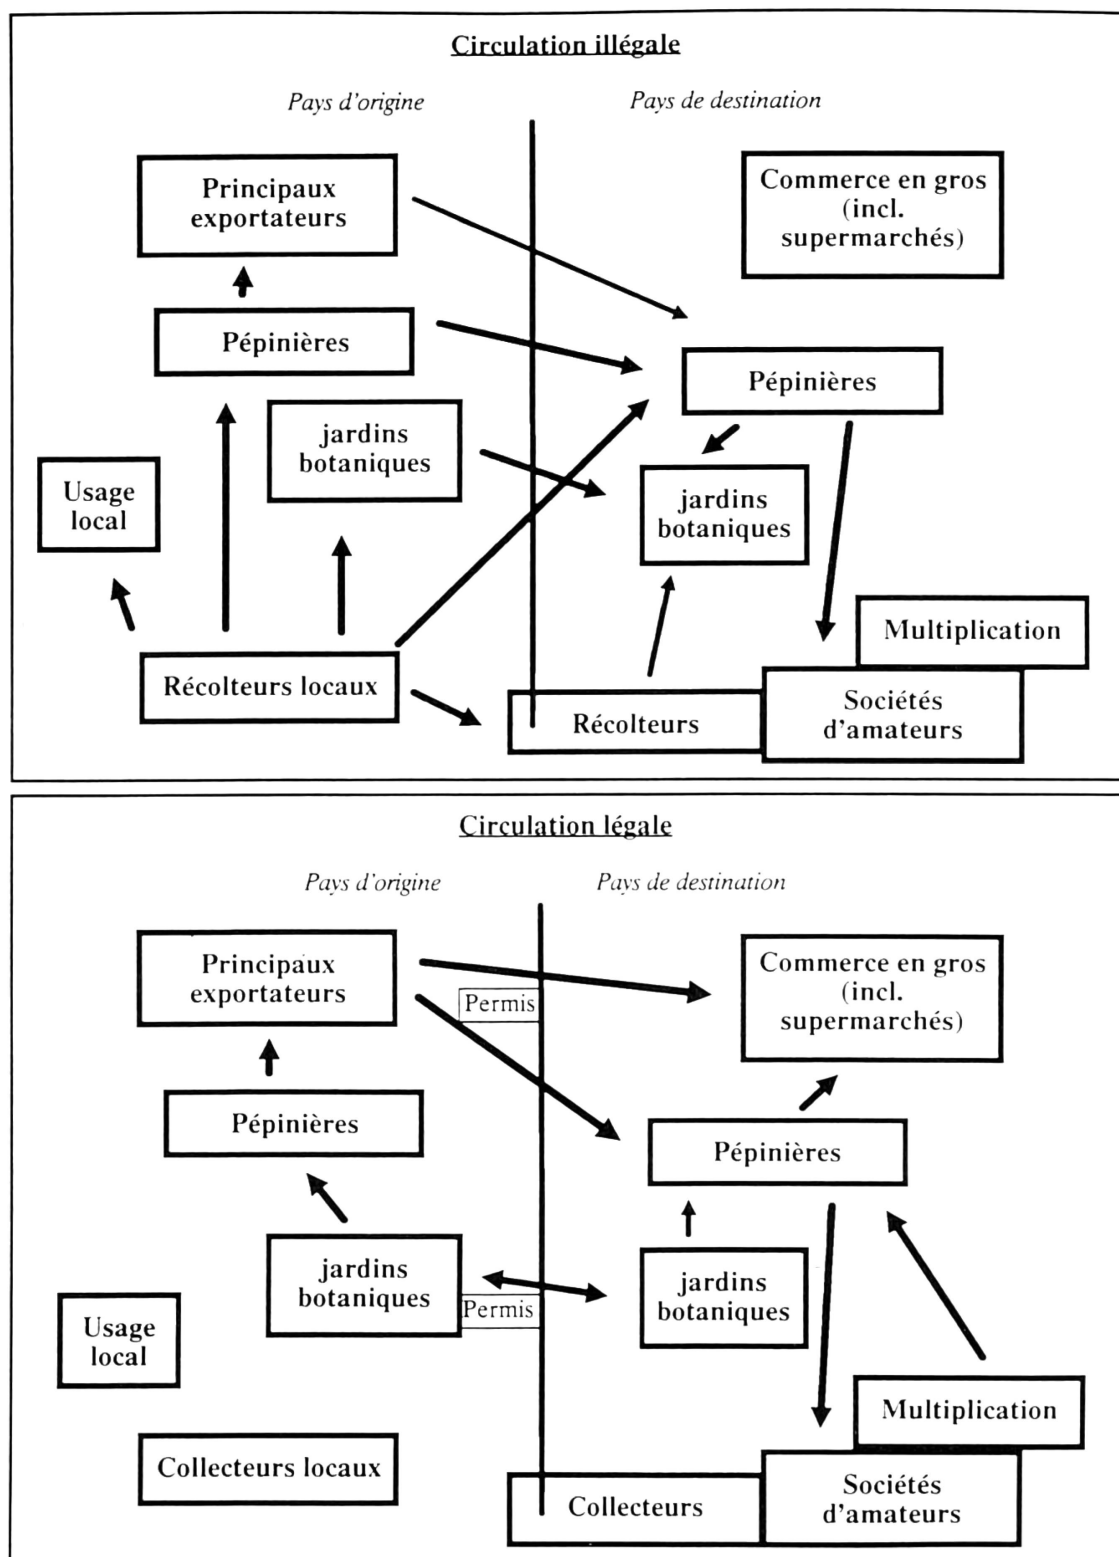 Circulation illégale
Pays d'origine
Pays de destination
Principaux
exportateurs
Commerce en gros
(incl.
supermarchés)
Pépinières
Pépinières
jardins
botaniques
Usage
local
jardins
botaniques
Multiplication
Récolteurs locaux
Récolteurs
Sociétés
d'amateurs
Circulation légale
Pays d'origine
Pays de destination
Principaux
exportateurs
Permis
Commerce en gros
(incl.
supermarchés)
Pépinières
Pépinières
jardins
botaniques
Permis
jardins
botaniques
Usage
local
Multiplication
Collecteurs locaux
Collecteurs
Sociétés
d'amateurs